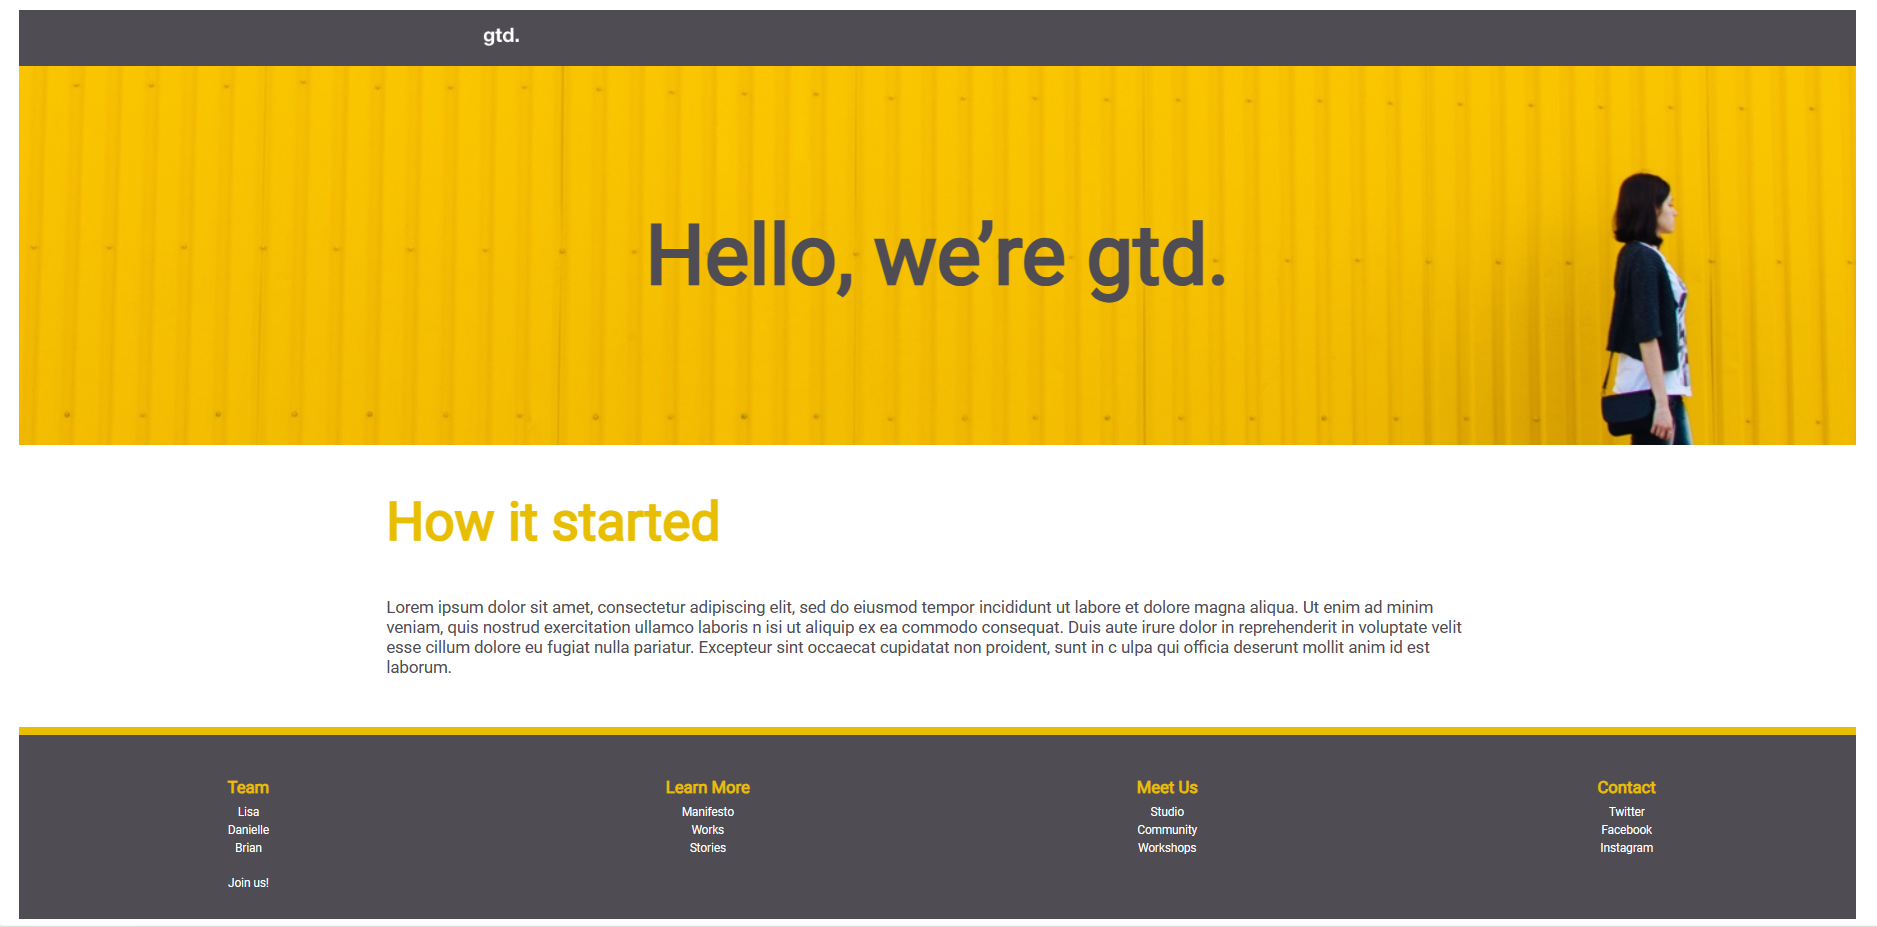 gtd.
Hello, we’re gtd.
How it started
Lorem ipsum dolor sit amet, consectetur adipiscing elit, sed do eiusmod tempor incididunt ut labore et dolore magna aliqua. Ut enim ad minim
veniam, quis nostrud exercitation ullamco laboris n isi ut aliquip ex ea commodo consequat. Duis aute irure dolor in reprehenderit in voluptate velit
esse cillum dolore eu fugiat nulla pariatur. Excepteur sint occaecat cupidatat non proident, sunt in c ulpa qui officia deserunt mollit anim id est
laborum.
Team
Lisa
Danielle
Brian
Join us!
Learn More
Manifesto
Works
Stories
Meet Us
Studio
Community
Workshops
Contact
Twitter
Facebook
Instagram